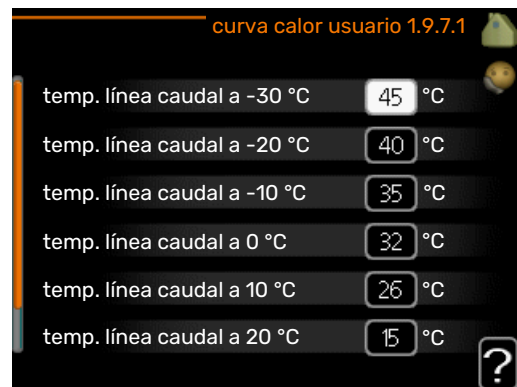 curva calor usuario 1.9.7.1
temp. línea caudal a -30 °C 45 °C
temp. línea caudal a -20 °C 40 °C
temp. línea caudal a -10 °C 35 °C
temp. línea caudal a 0 °C 32 °C
temp. línea caudal a 10 °C 26 °C
temp. línea caudal a 20 °C 15 °C
?